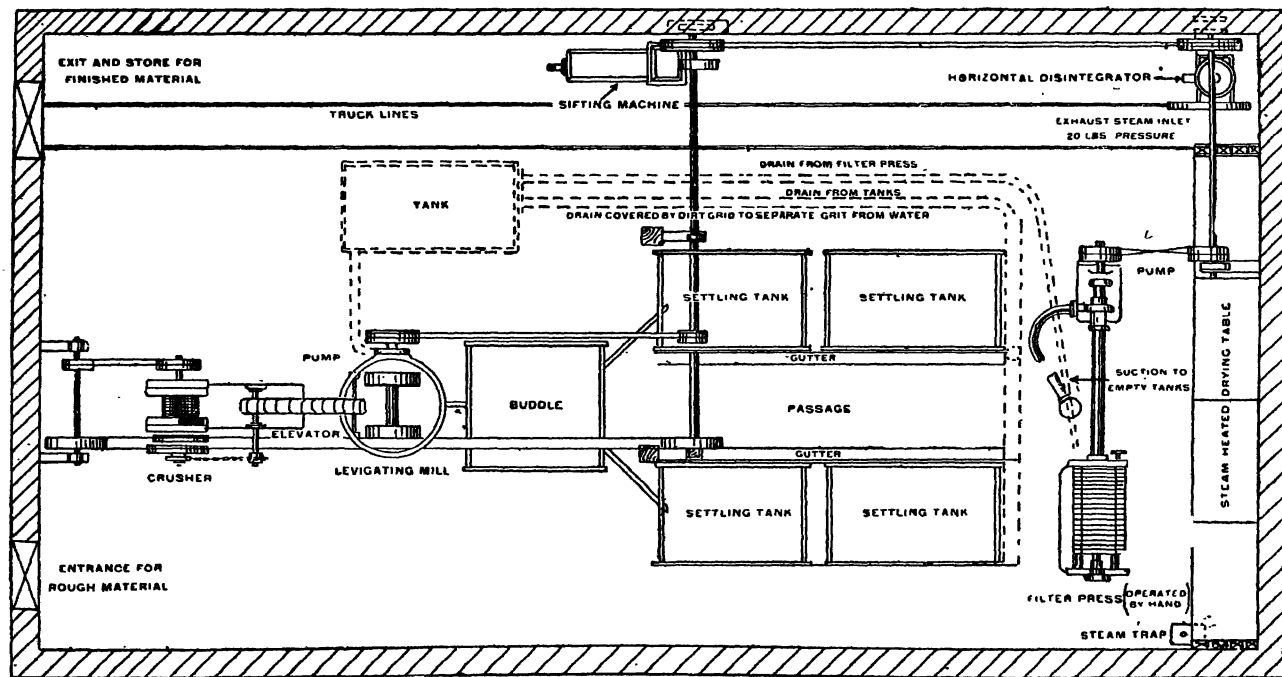 EXIT AND STORE FOR
FINISHED MATERIAL
HORIZONTAL DISINTEGRATOR
SIFTING MACHINE
TRUCK LINES
EXHAUST STEAM INLET
20 LBS PRESSURE
DRAIN FROM FILTER PRESS
TANK
DRAIN FROM TANKS
DRAIN COVERED BY DIRT GRID TO SEPARATE GRIT FROM WATER
PUMP
SETTLING TANK
SETTLING TANK
PUMP
GUTTER
SUCTION TO
EMPTY TANKS
STEAM HEATED DRYING TABLE
BUDDLE
PASSAGE
ELEVATOR
GUTTER
LEVIGATING MILL
CRUSHER
SETTLING TANK
SETTLING TANK
ENTRANCE FOR
ROUGH MATERIAL
FILTER PRESS (OPERATED
BY HAND)
STEAM TRAP